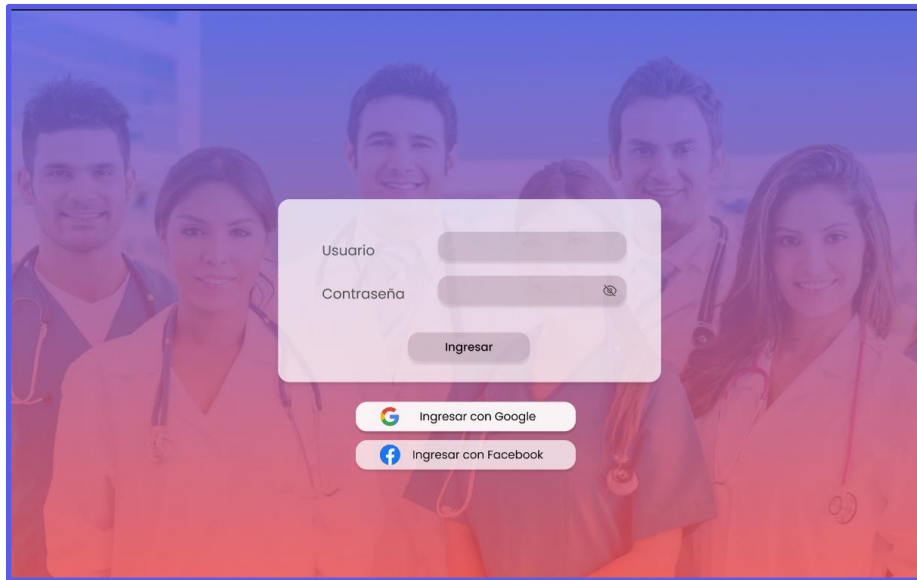 Usuario
Contraseña
Ingresar
Ingresar con Google
Ingresar con Facebook